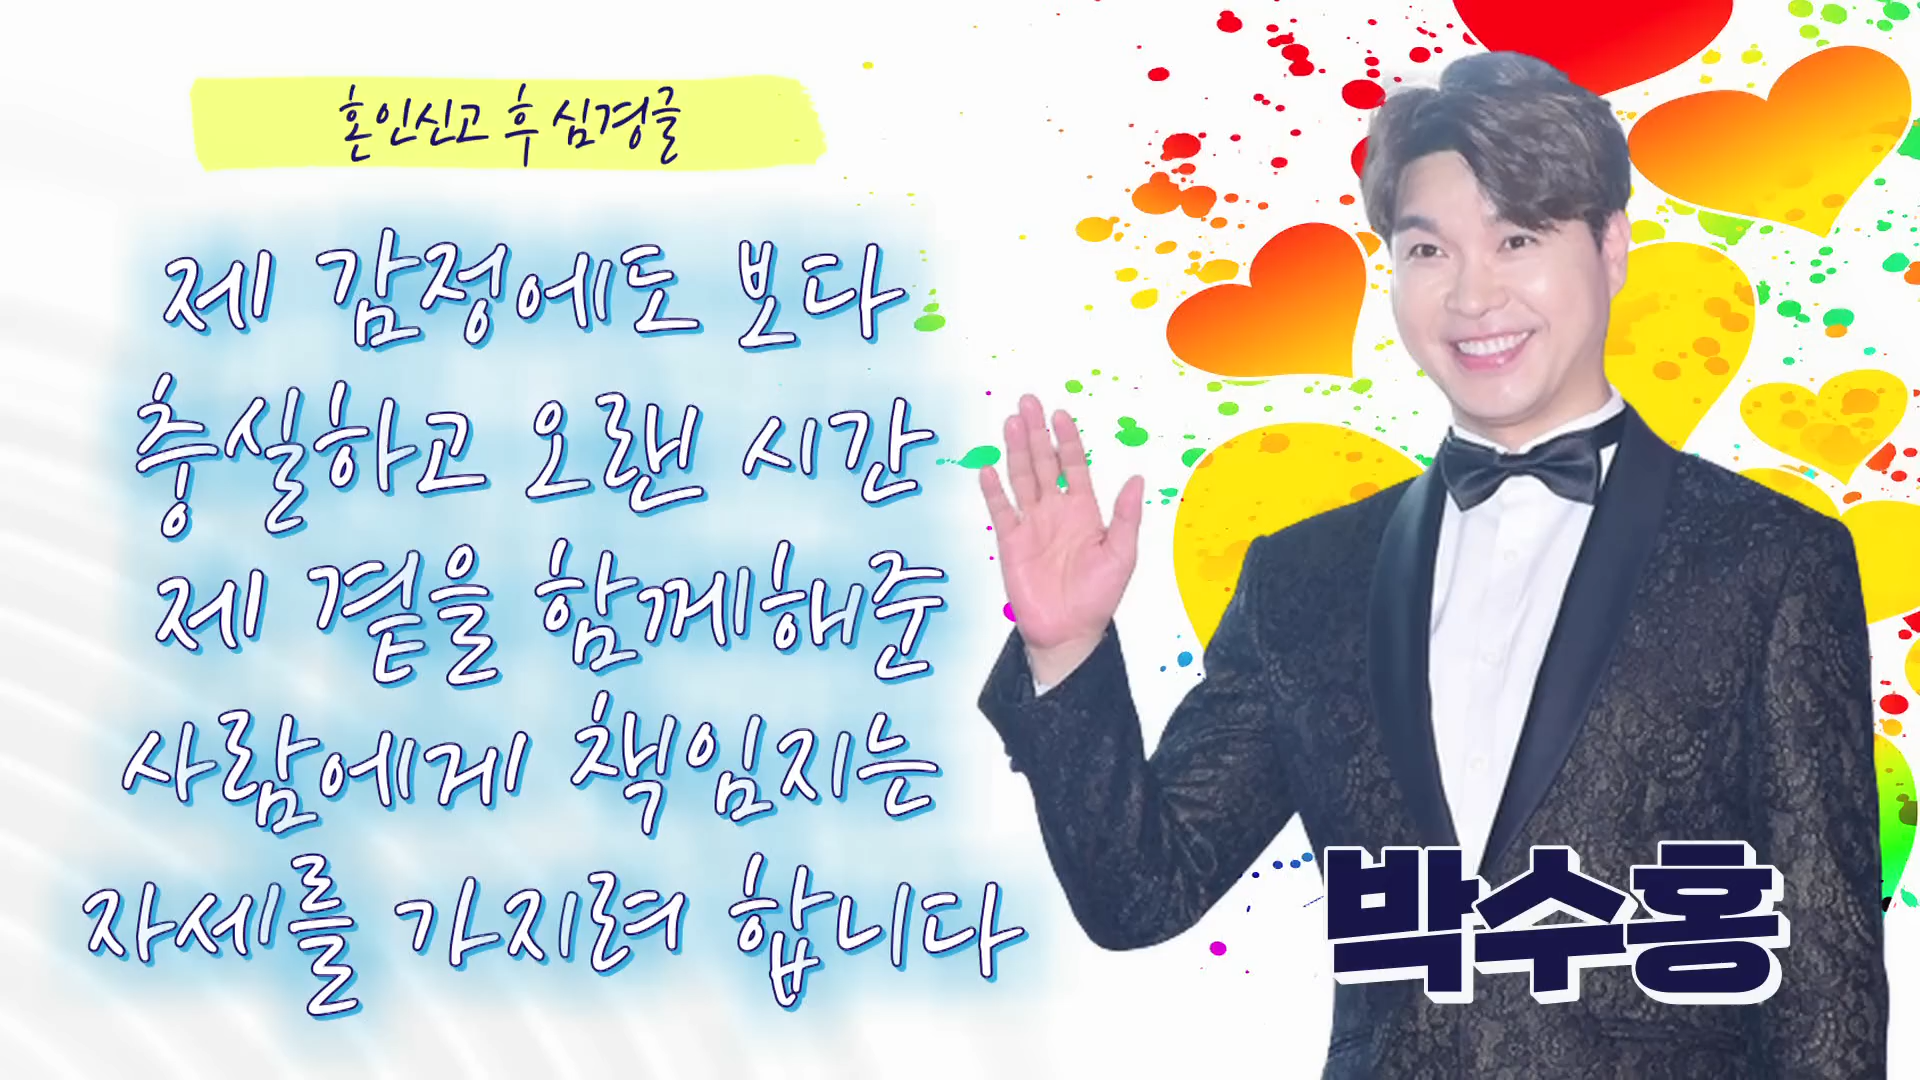 혼인신고 후 심경글
제 감정에도 보다
충실하고 오랜 시간
제 곁을 함께해준
사람에게 책임지는
자세를 가지려 합니다
박수홍